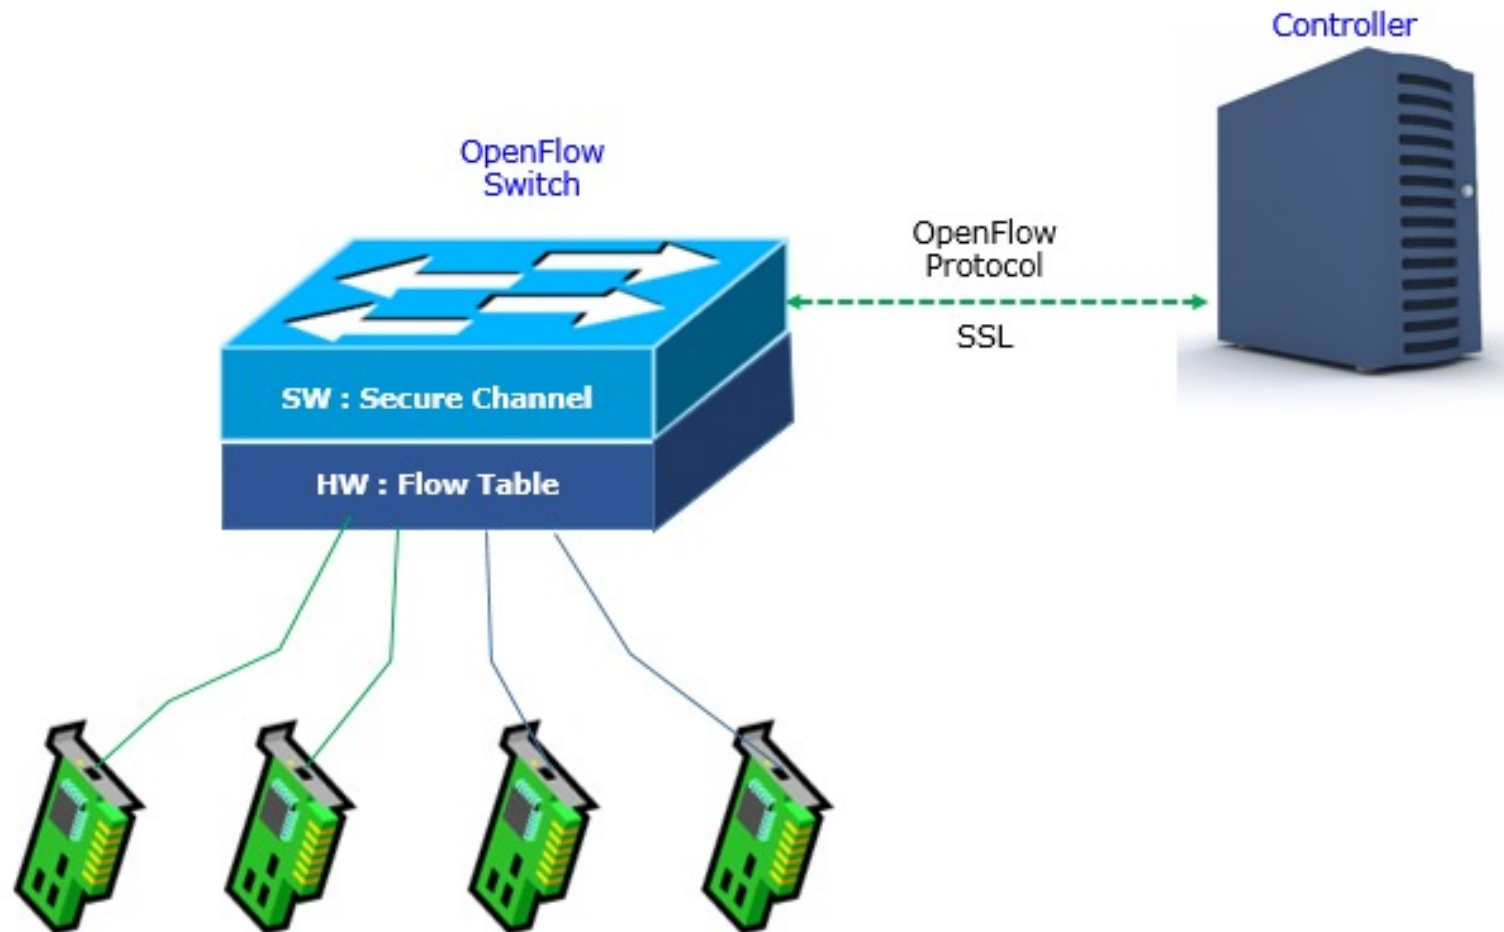 Controller
OpenFlow
Switch
OpenFlow
Protocol
SSL
SW : Secure Channel
HW : Flow Table